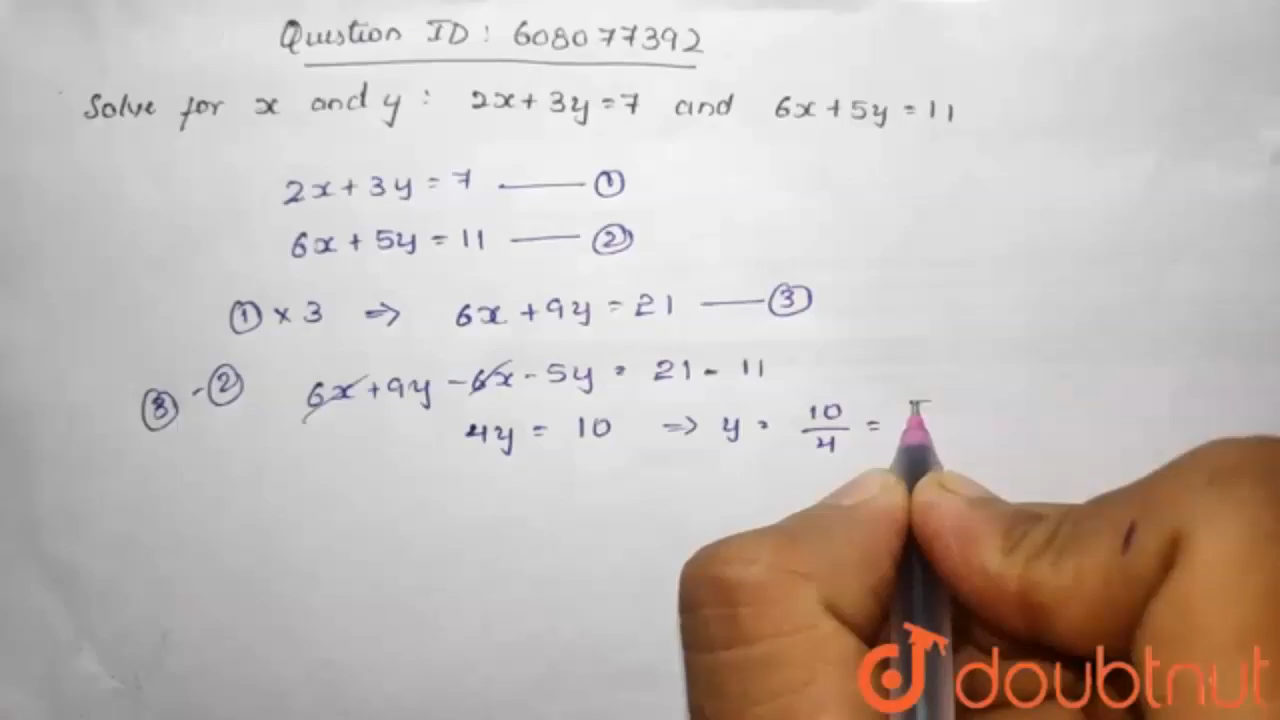 Question ID : 608077392
Solve for x and y : 2x + 3y = 7 and 6x + 5y = 11
2x + 3y = 7 —— ①
6x + 5y = 11 —— ②
① × 3 ⇒ 6x + 9y = 21 —— ③
③ - ② 6x + 9y - 6x - 5y = 21 - 11
4y = 10 ⇒ y = 10/4 =
doubtnut